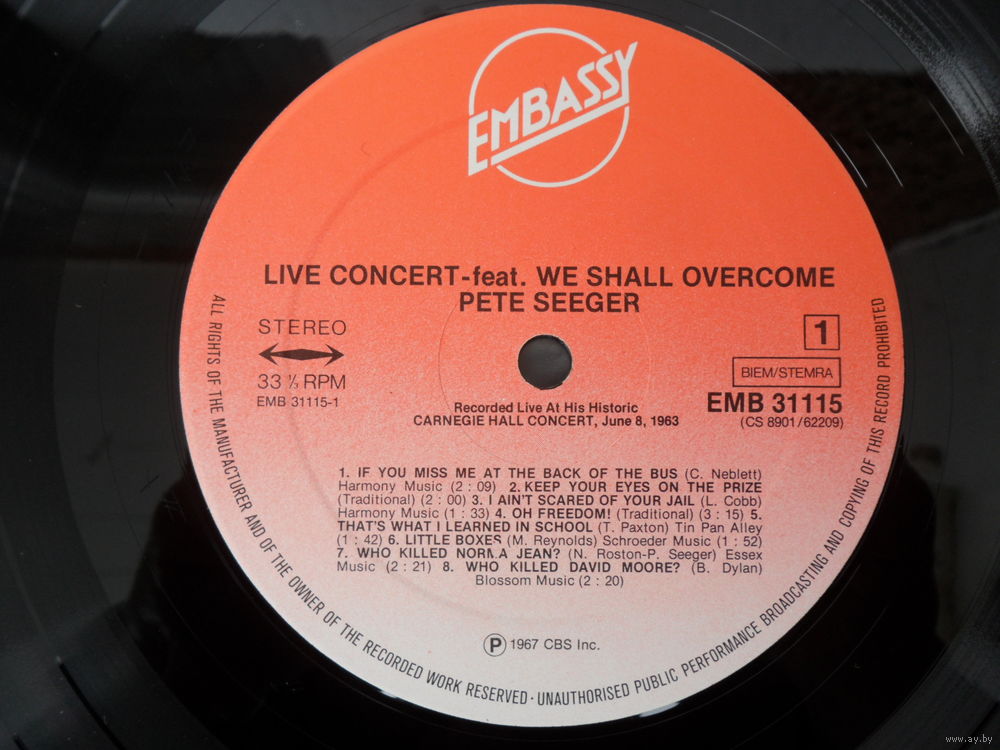 EMBASSY
LIVE CONCERT-feat. WE SHALL OVERCOME
PETE SEEGER
STEREO
33 ⅓ RPM
EMB 31115-1
1
BIEM/STEMRA
EMB 31115
(CS 8901/62209)
Recorded Live At His Historic
CARNEGIE HALL CONCERT, June 8, 1963
1. IF YOU MISS ME AT THE BACK OF THE BUS (C. Neblett)
Harmony Music (2 : 09) 2. KEEP YOUR EYES ON THE PRIZE
(Traditional) (2 : 00) 3. I AIN'T SCARED OF YOUR JAIL (L. Cobb)
Harmony Music (1 : 33) 4. OH FREEDOM! (Traditional) (3 : 15) 5.
THAT'S WHAT I LEARNED IN SCHOOL (T. Paxton) Tin Pan Alley
(1 : 42) 6. LITTLE BOXES (M. Reynolds) Schroeder Music (1 : 52)
7. WHO KILLED NORMA JEAN? (N. Roston-P. Seeger) Essex
Music (2 : 21) 8. WHO KILLED DAVID MOORE? (B. Dylan)
Blossom Music (2 : 20)
Ⓟ 1967 CBS Inc.
ALL RIGHTS OF THE MANUFACTURER AND OF THE OWNER OF THE RECORDED WORK RESERVED · UNAUTHORISED PUBLIC PERFORMANCE BROADCASTING AND COPYING OF THIS RECORD PROHIBITED
www.ay.by